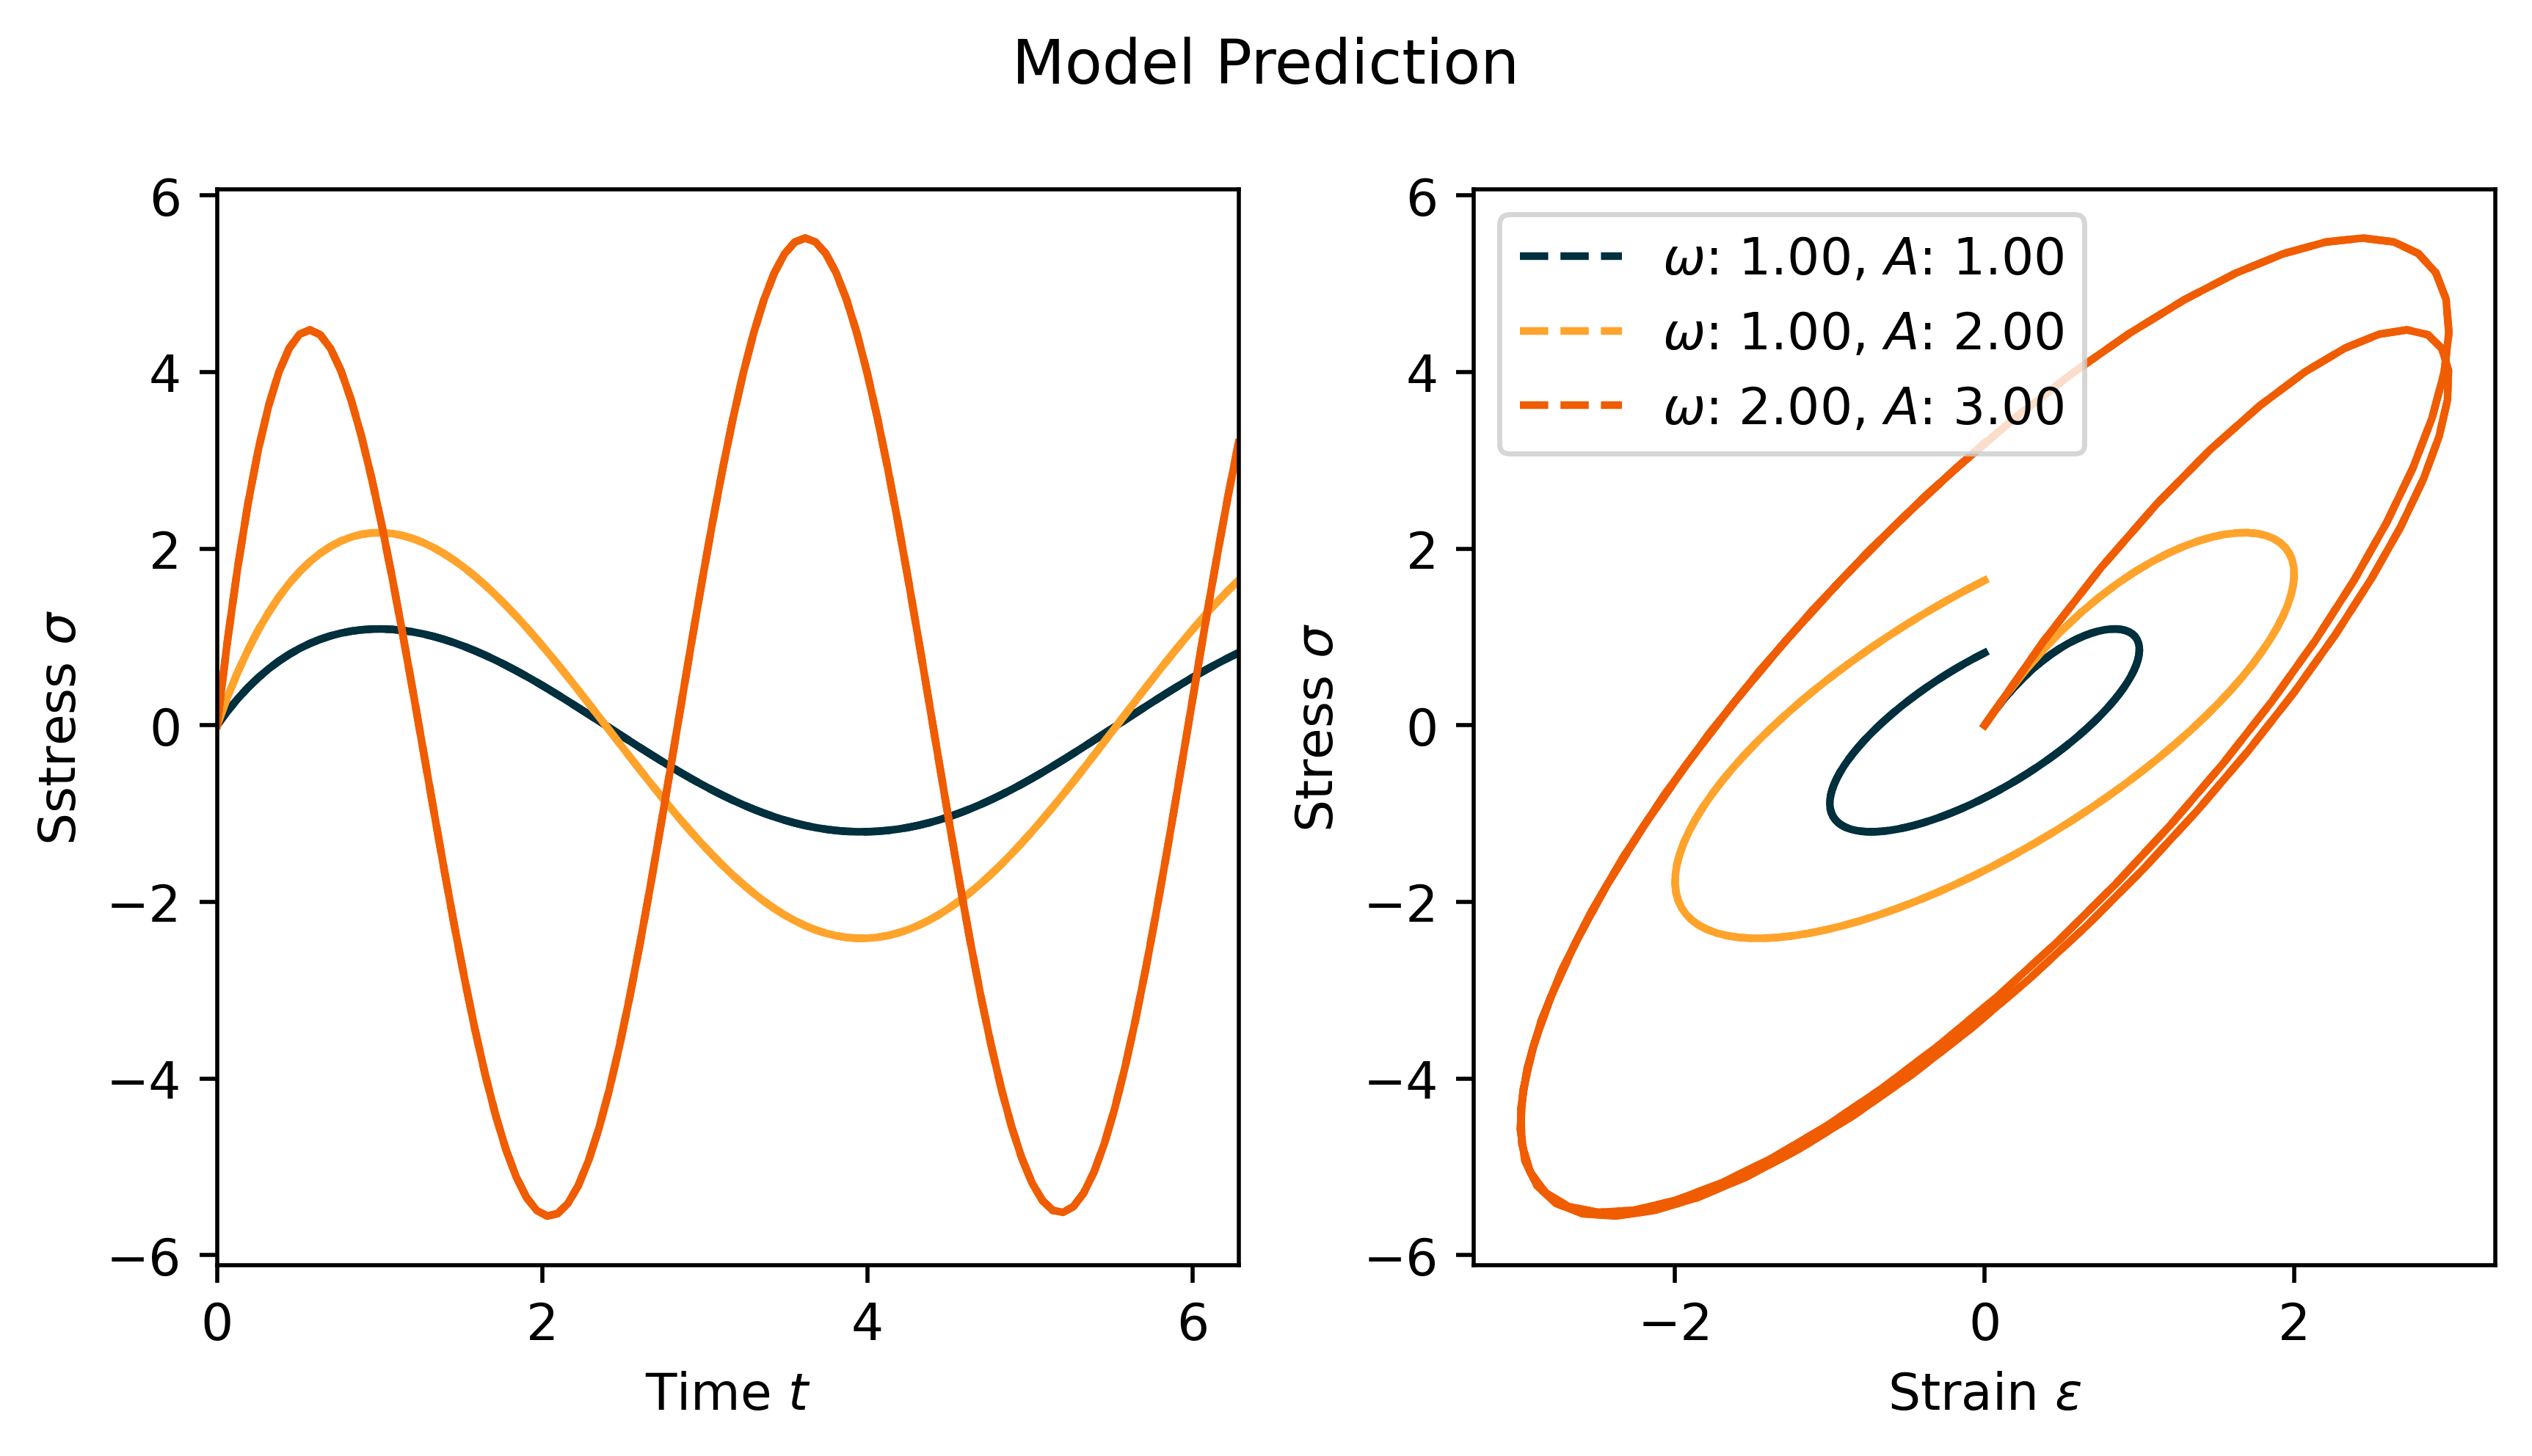 Model Prediction
6
4
2
0
−2
−4
−6
0 2 4 6
Time t
Sstress σ
6
4
2
0
−2
−4
−6
−2 0 2
Strain ε
Stress σ
ω: 1.00, A: 1.00
ω: 1.00, A: 2.00
ω: 2.00, A: 3.00